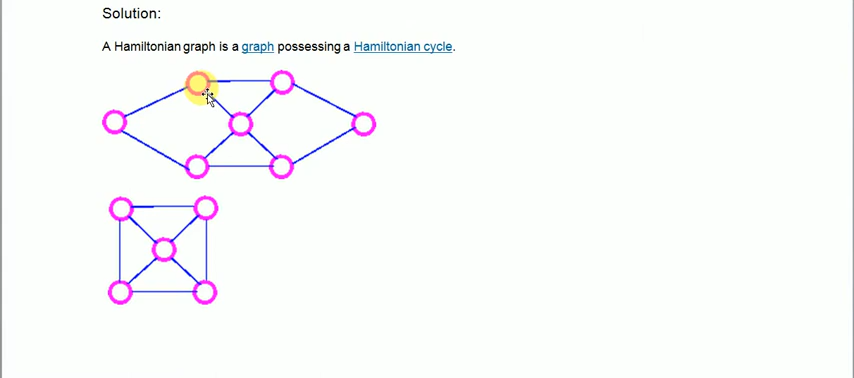 Solution:
A Hamiltonian graph is a graph possessing a Hamiltonian cycle.